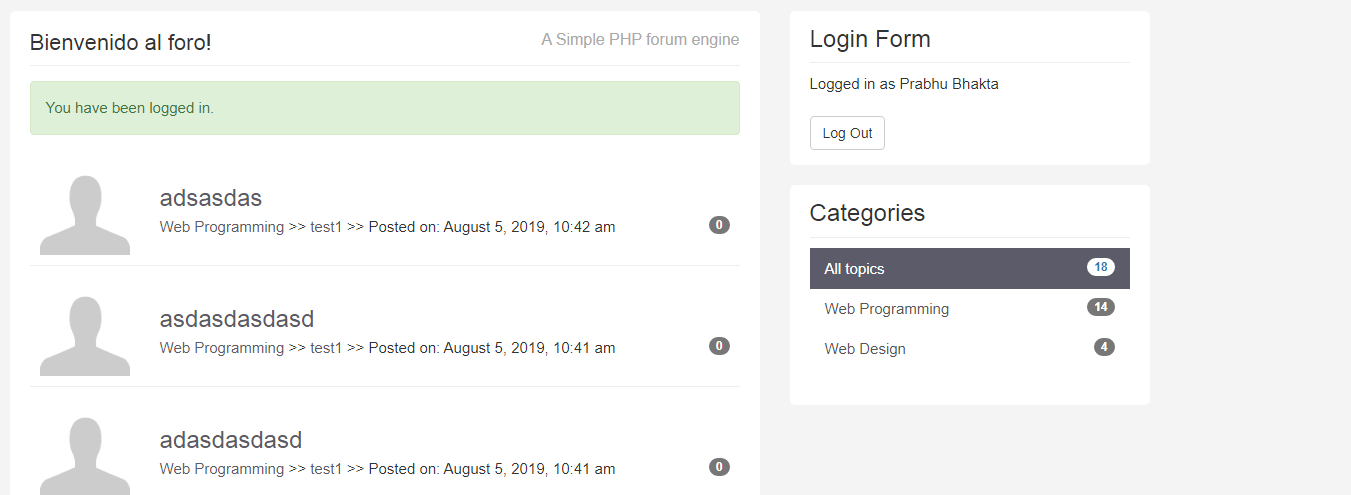 Bienvenido al foro!
A Simple PHP forum engine
You have been logged in.
adsasdas
Web Programming >> test1 >> Posted on: August 5, 2019, 10:42 am
0
asdasdasdasd
Web Programming >> test1 >> Posted on: August 5, 2019, 10:41 am
0
adasdasdasd
Web Programming >> test1 >> Posted on: August 5, 2019, 10:41 am
0
Login Form
Logged in as Prabhu Bhakta
Log Out
Categories
All topics 18
Web Programming 14
Web Design 4